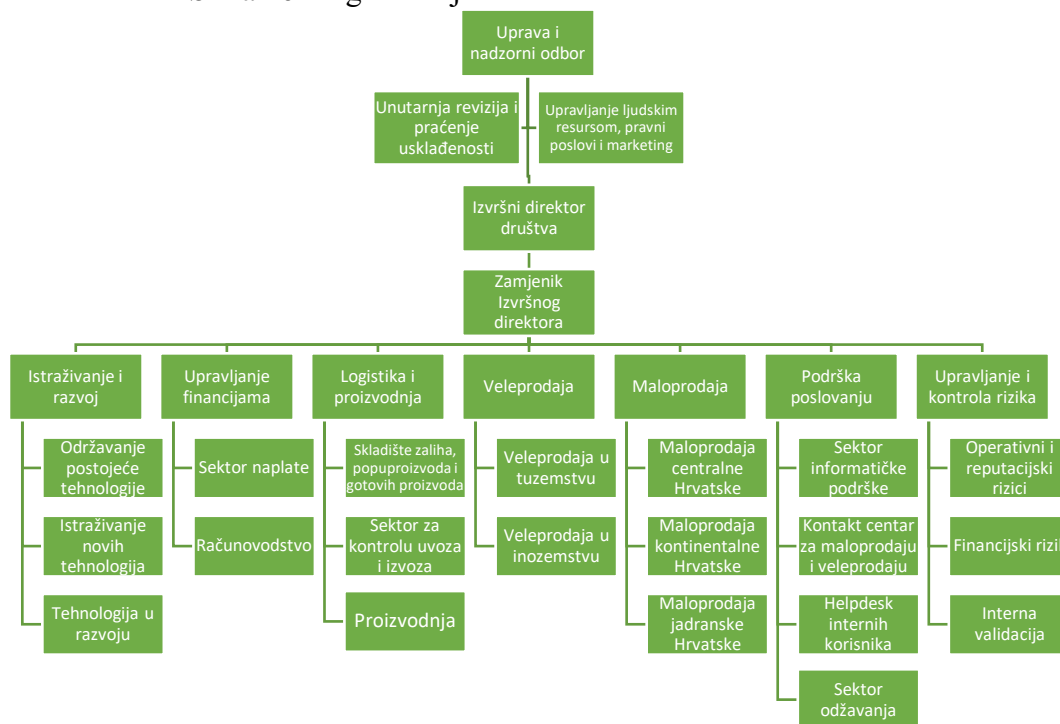 Uprava i
nadzorni odbor
Unutarnja revizija i
praćenje
usklađenosti
Upravljanje ljudskim
resursom, pravni
poslovi i marketing
Izvršni direktor
društva
Zamjenik
Izvršnog
direktora
Istraživanje i
razvoj
Upravljanje
financijama
Logistika i
proizvodnja
Veleprodaja
Maloprodaja
Podrška
poslovanju
Upravljanje i
kontrola rizika
Održavanje
postojeće
tehnologije
Istraživanje
novih
tehnologija
Tehnologija u
razvoju
Sektor naplate
Računovodstvo
Skladište zaliha,
popuproizvoda i
gotovih proizvoda
Sektor za
kontrolu uvoza
i izvoza
Proizvodnja
Veleprodaja u
tuzemstvu
Veleprodaja u
inozemstvu
Maloprodaja
centralne
Hrvatske
Maloprodaja
kontinentalne
Hrvatske
Maloprodaja
jadranske
Hrvatske
Sektor
informatičke
podrške
Kontakt centar
za maloprodaju
i veleprodaju
Helpdesk
internih
korisnika
Sektor
odžavanja
Operativni i
reputacijski
rizici
Financijski rizi
Interna
validacija